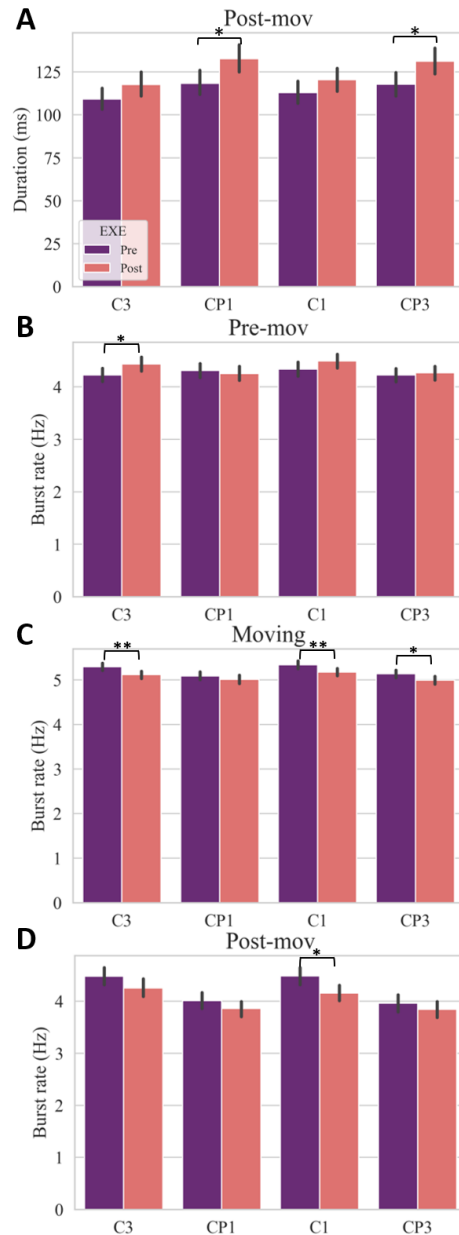 A
Post-mov
*
*
Duration (ms)
125
100
75
50
25
0
EXE
Pre
Post
C3 CP1 C1 CP3
B
Pre-mov
*
Burst rate (Hz)
4
3
2
1
0
C3 CP1 C1 CP3
C
Moving
**
**
*
Burst rate (Hz)
5
4
3
2
1
0
C3 CP1 C1 CP3
D
Post-mov
*
Burst rate (Hz)
4
3
2
1
0
C3 CP1 C1 CP3